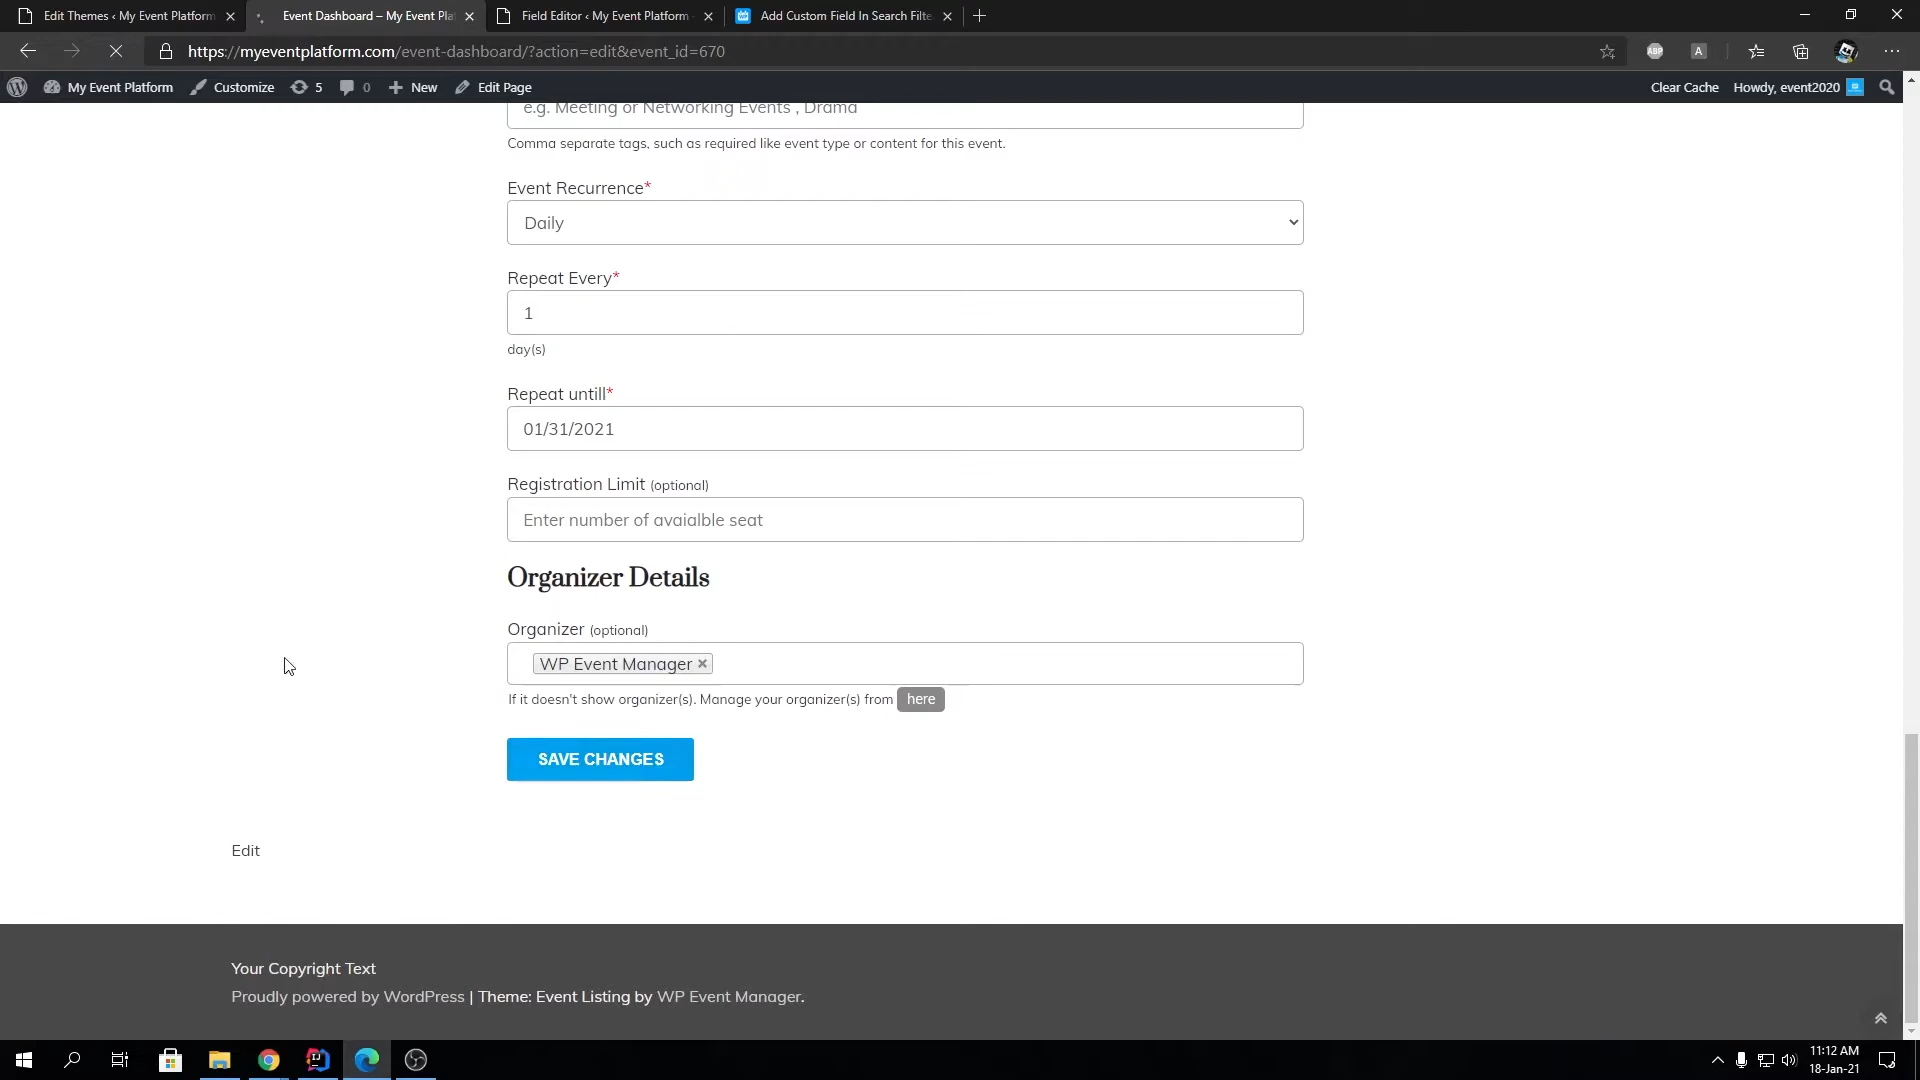 Edit Themes ‹ My Event Platform
Event Dashboard – My Event Pla
Field Editor ‹ My Event Platform
Add Custom Field In Search Filte
https://myeventplatform.com/event-dashboard/?action=edit&event_id=670
ABP
A
My Event Platform
Customize
5
0
New
Edit Page
Clear Cache
Howdy, event2020
e.g. Meeting or Networking Events , Drama
Comma separate tags, such as required like event type or content for this event.
Event Recurrence*
Daily
Repeat Every*
1
day(s)
Repeat untill*
01/31/2021
Registration Limit (optional)
Enter number of avaialble seat
Organizer Details
Organizer (optional)
WP Event Manager ×
If it doesn't show organizer(s). Manage your organizer(s) from here
SAVE CHANGES
Edit
Your Copyright Text
Proudly powered by WordPress | Theme: Event Listing by WP Event Manager.
11:12 AM
18-Jan-21